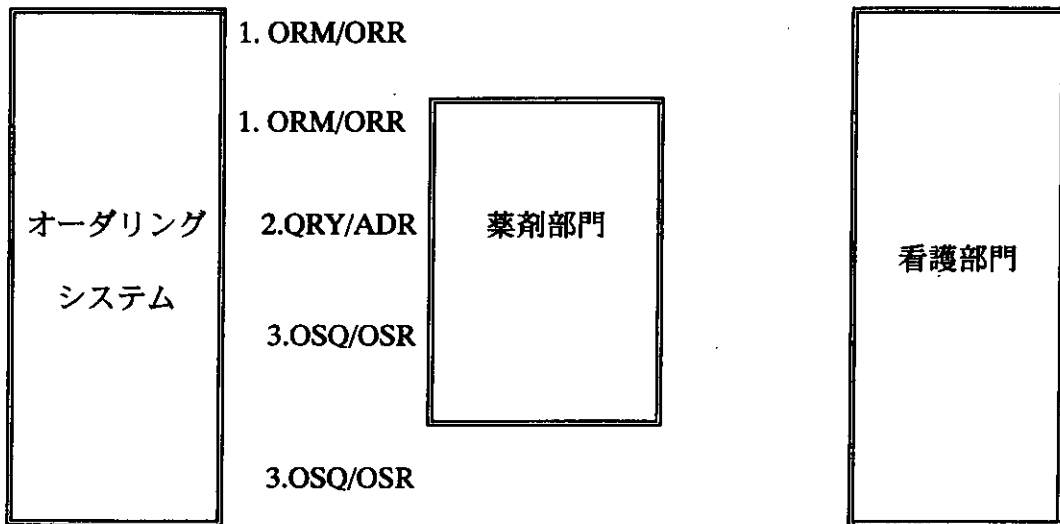 1. ORM/ORR
1. ORM/ORR
オーダリング
システム
2.QRY/ADR
薬剤部門
看護部門
3.OSQ/OSR
3.OSQ/OSR